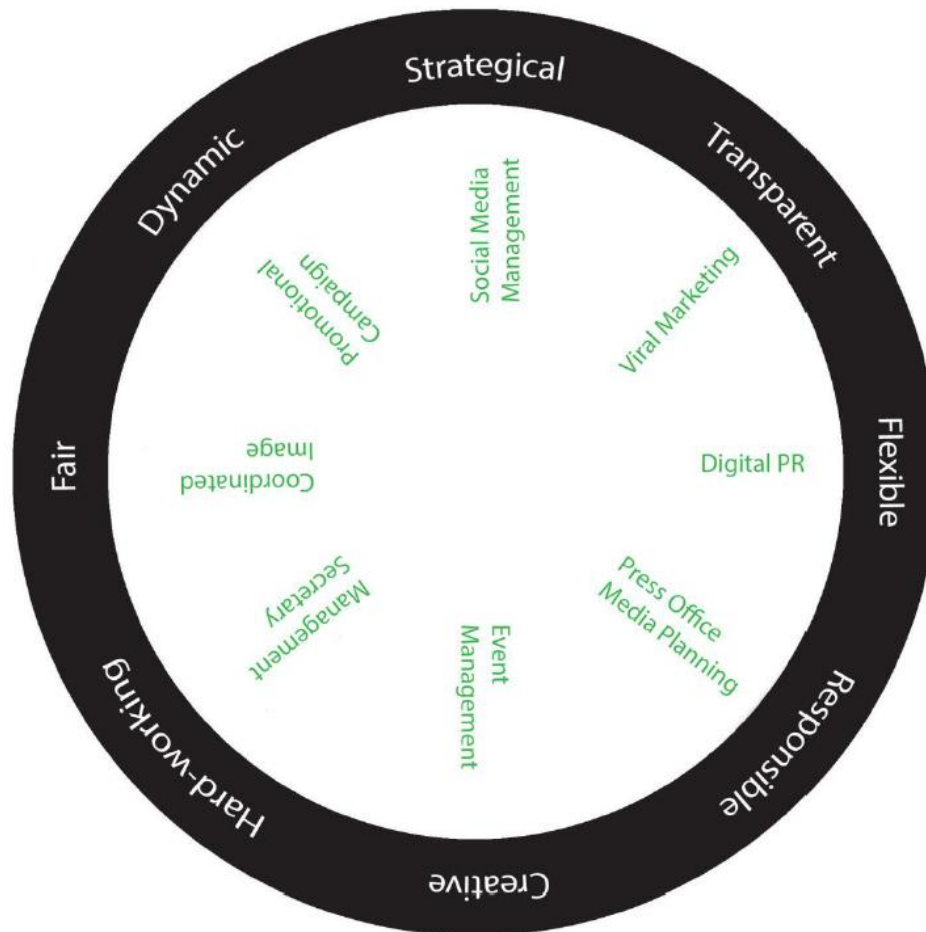 Strategical
Transparent
Flexible
Responsible
Creative
Hard-working
Fair
Dynamic
Social Media
Management
Viral Marketing
Digital PR
Press Office
Media Planning
Event
Management
Secretary
Management
Coordinated
Image
Promotional
Campaign